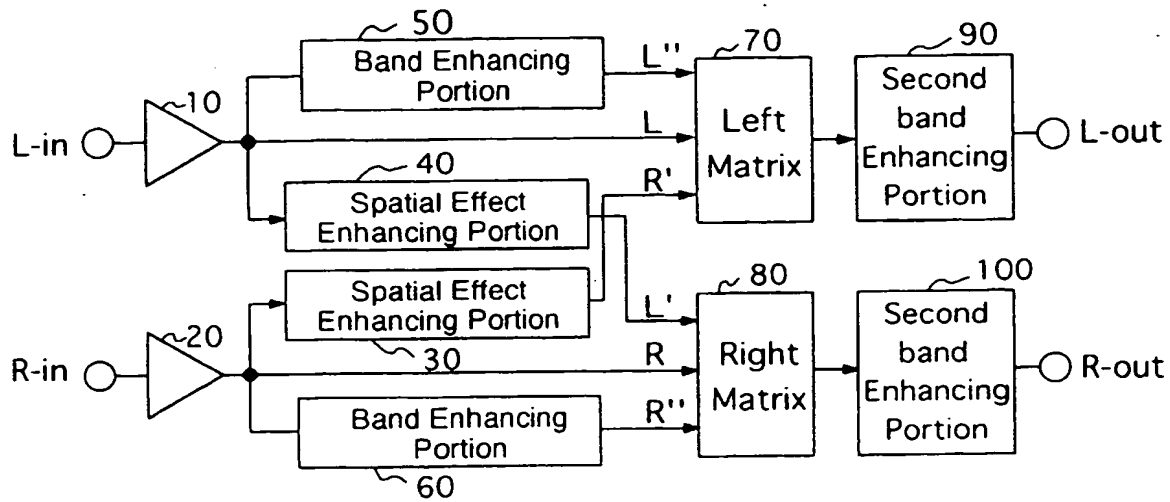 50
Band Enhancing
Portion
L''
70
90
10
L-in
L
Left
Matrix
Second
band
Enhancing
Portion
L-out
40
Spatial Effect
Enhancing Portion
R'
Spatial Effect
Enhancing Portion
30
L'
80
100
20
R-in
R
Right
Matrix
Second
band
Enhancing
Portion
R-out
Band Enhancing
Portion
R''
60